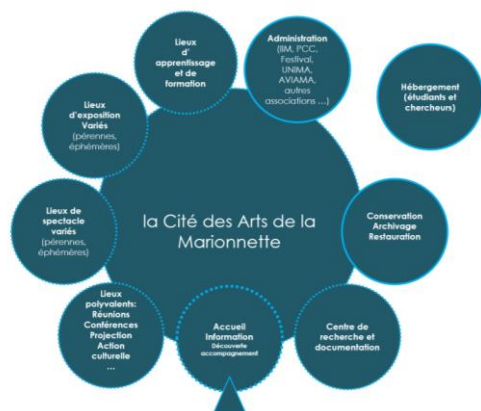 Lieux
d'
apprentissage
et de
formation
Administration
(IIM, PCC,
Festival,
UNIMA,
AVIAMA,
autres
associations ...)
Hébergement
(étudiants et
chercheurs)
Lieux
d'exposition
Variés
(pérennes,
éphémères)
Lieux de
spectacle
variés
(pérennes,
éphémères)
la Cité des Arts de la
Marionnette
Conservation
Archivage
Restauration
Lieux
polyvalents:
Réunions
Conférences
Projection
Action
culturelle
...
Accueil
Information
Découverte
accompagnement
Centre de
recherche et
documentation